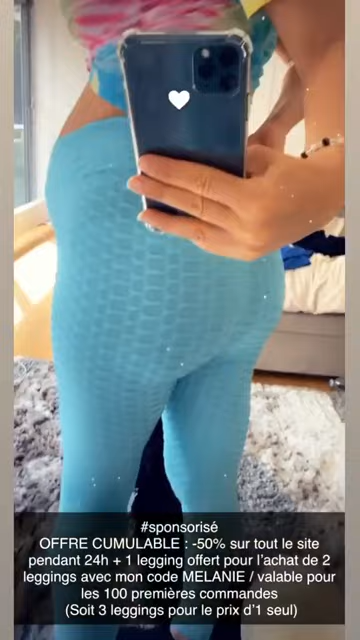 #sponsorisé
OFFRE CUMULABLE : -50% sur tout le site
pendant 24h + 1 legging offert pour l'achat de 2
leggings avec mon code MELANIE / valable pour
les 100 premières commandes
(Soit 3 leggings pour le prix d'1 seul)